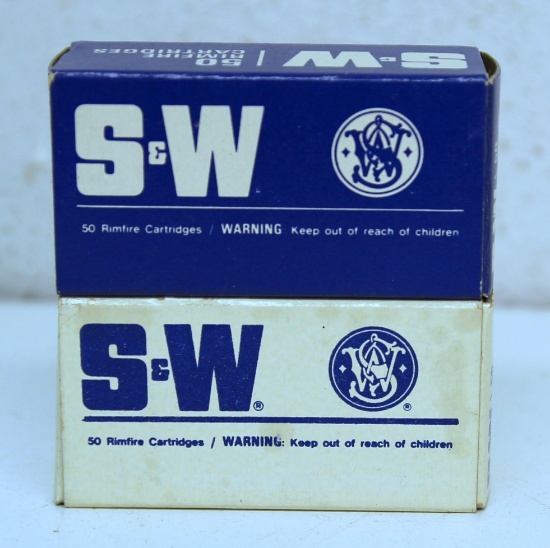 50
RIMFIRE
CARTRIDGES
S&W
S&W
50 Rimfire Cartridges / WARNING Keep out of reach of children
S&W®
®
50 Rimfire Cartridges / WARNING: Keep out of reach of children